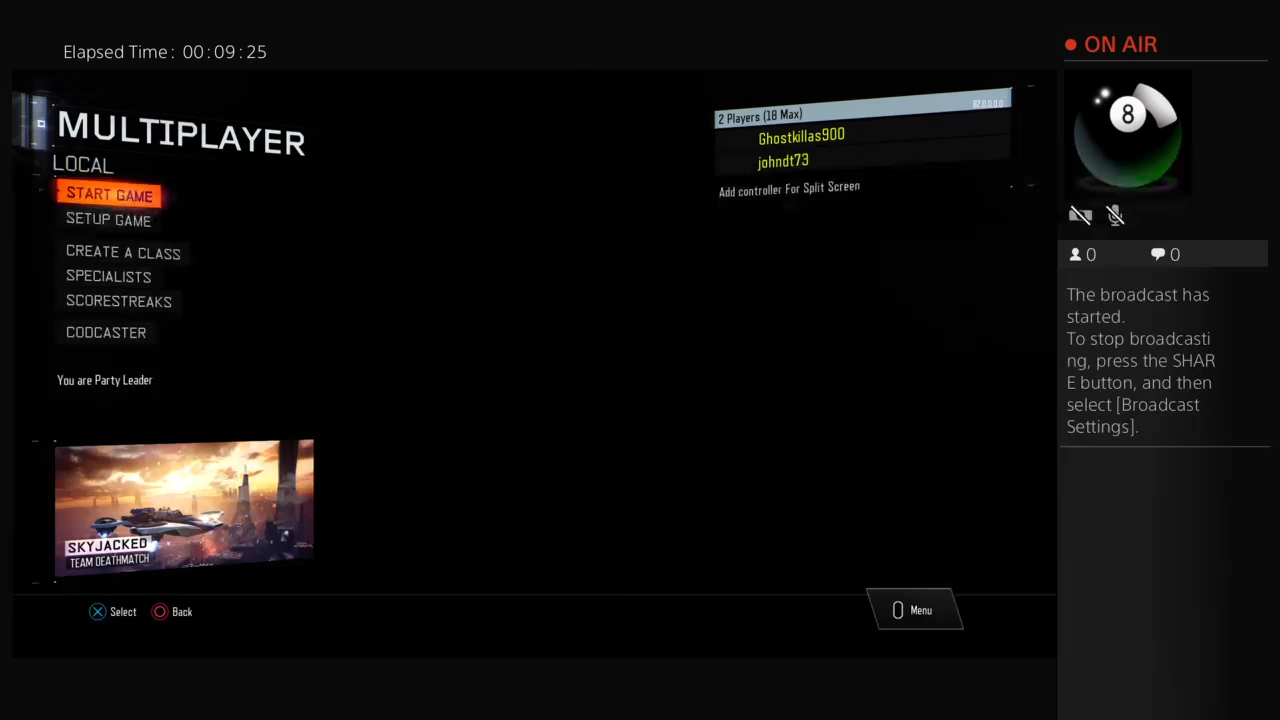 Elapsed Time: 00:09:25
ON AIR
MULTIPLAYER
LOCAL
START GAME
SETUP GAME
CREATE A CLASS
SPECIALISTS
SCORESTREAKS
CODCASTER
You are Party Leader
SKYJACKED
TEAM DEATHMATCH
Select
Back
Menu
2 Players (18 Max)
Ghostkillas900
johndt73
Add controller For Split Screen
8
0
0
The broadcast has
started.
To stop broadcasti
ng, press the SHAR
E button, and then
select [Broadcast
Settings].